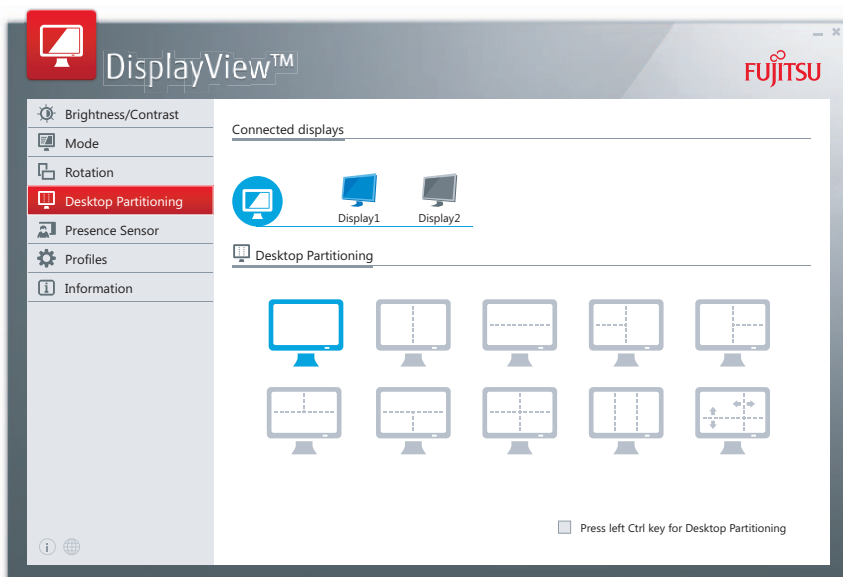 DisplayView™
FUJITSU
Brightness/Contrast
Mode
Rotation
Desktop Partitioning
Presence Sensor
Profiles
Information
Connected displays
Display1 Display2
Desktop Partitioning
Press left Ctrl key for Desktop Partitioning